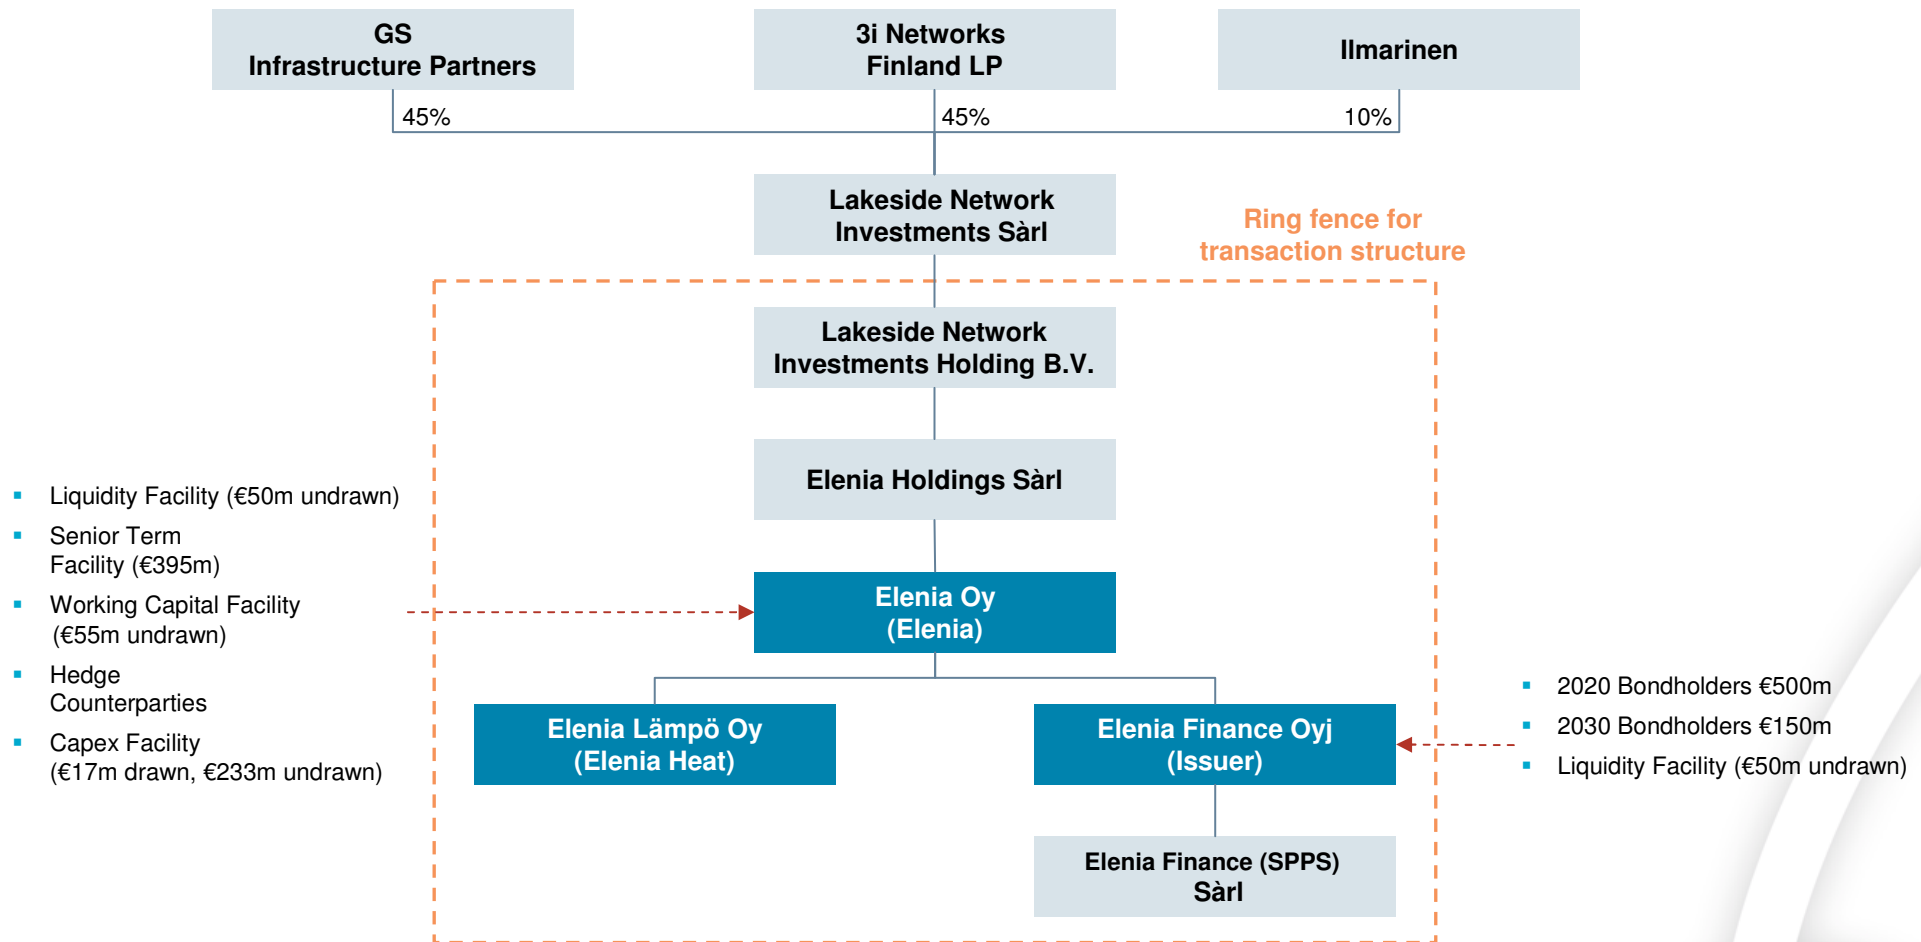 GS
Infrastructure Partners
3i Networks
Finland LP
Ilmarinen
45%
45%
10%
Lakeside Network
Investments Sàrl
Ring fence for
transaction structure
Lakeside Network
Investments Holding B.V.
Elenia Holdings Sàrl
Liquidity Facility (€50m undrawn)
Senior Term
Facility (€395m)
Working Capital Facility
(€55m undrawn)
Hedge
Counterparties
Capex Facility
(€17m drawn, €233m undrawn)
Elenia Oy
(Elenia)
Elenia Lämpö Oy
(Elenia Heat)
Elenia Finance Oyj
(Issuer)
2020 Bondholders €500m
2030 Bondholders €150m
Liquidity Facility (€50m undrawn)
Elenia Finance (SPPS)
Sàrl